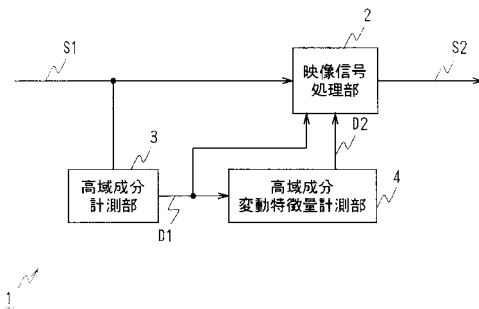 2
S1
S2
映像信号
処理部
D2
3
4
高域成分
計測部
高域成分
変動特徴量計測部
D1
1